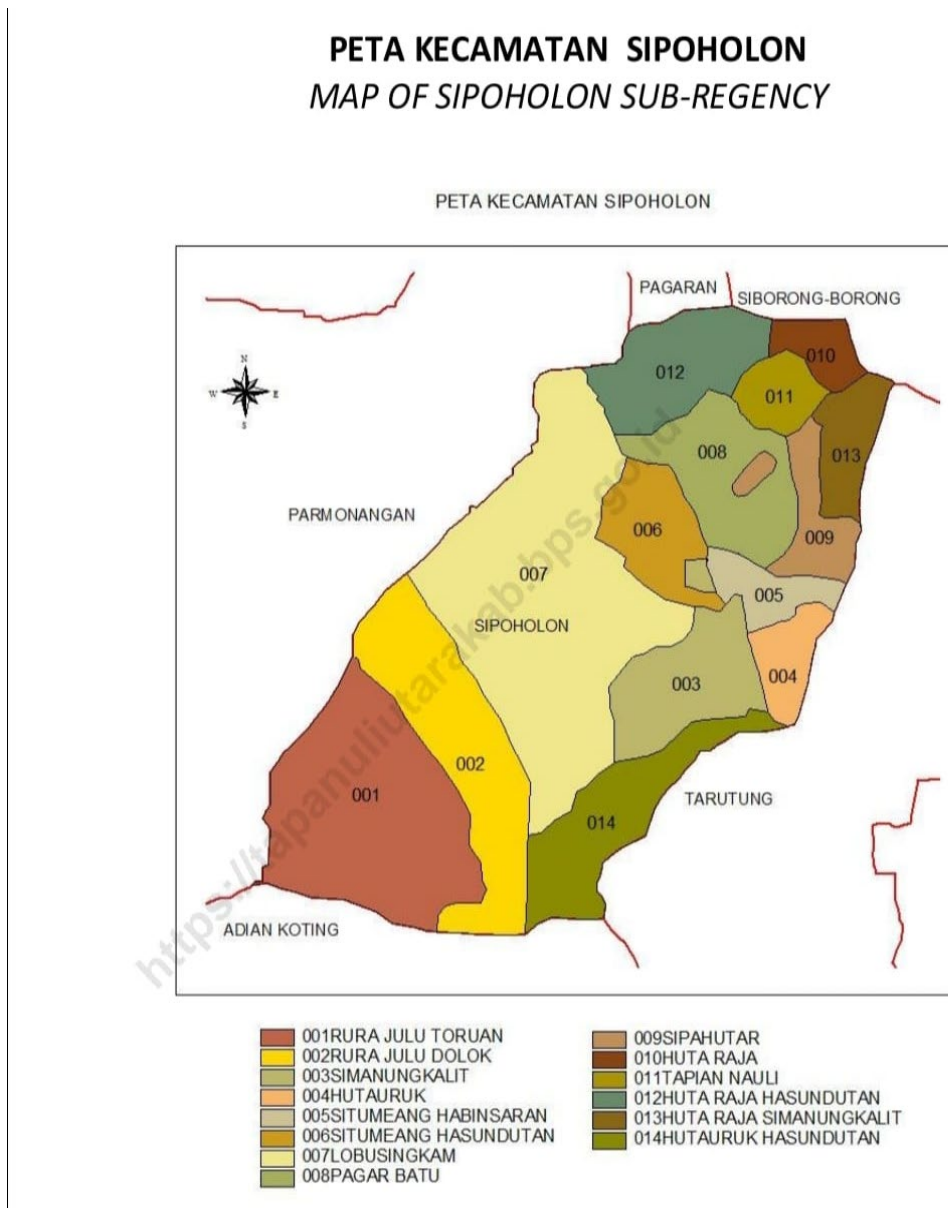 PETA KECAMATAN  SIPOHOLON
MAP OF SIPOHOLON SUB-REGENCY
PETA KECAMATAN SIPOHOLON
PAGARAN
SIBORONG-BORONG
010
N
012
W E
011
S
008
013
PARMONANGAN
006
009
007
005
SIPOHOLON
004
003
002
001
TARUTUNG
014
ADIAN KOTING
https://tapanuliutarakab.bps.go.id
001RURA JULU TORUAN
002RURA JULU DOLOK
003SIMANUNGKALIT
004HUTAURUK
005SITUMEANG HABINSARAN
006SITUMEANG HASUNDUTAN
007LOBUSINGKAM
008PAGAR BATU
009SIPAHUTAR
010HUTA RAJA
011TAPIAN NAULI
012HUTA RAJA HASUNDUTAN
013HUTA RAJA SIMANUNGKALIT
014HUTAURUK HASUNDUTAN